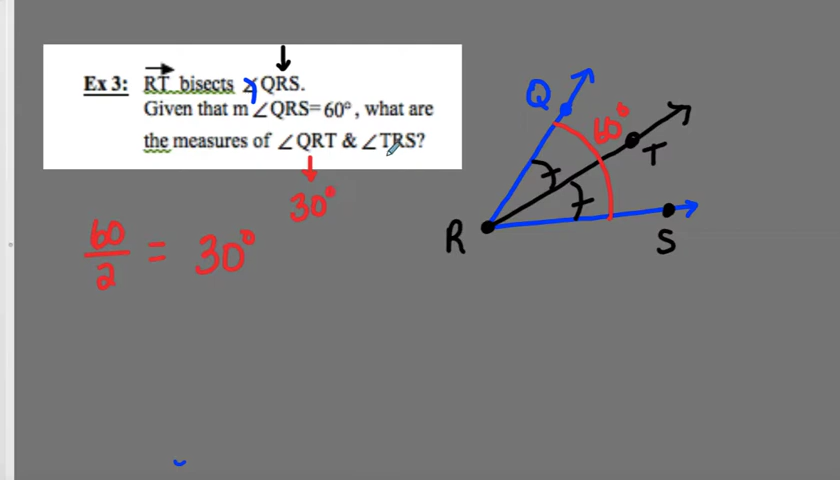 Ex 3: RT bisects ∠QRS.
Given that m∠QRS=60°, what are
the measures of ∠QRT & ∠TRS?
30°
60/2 = 30°
Q
60°
T
R
S